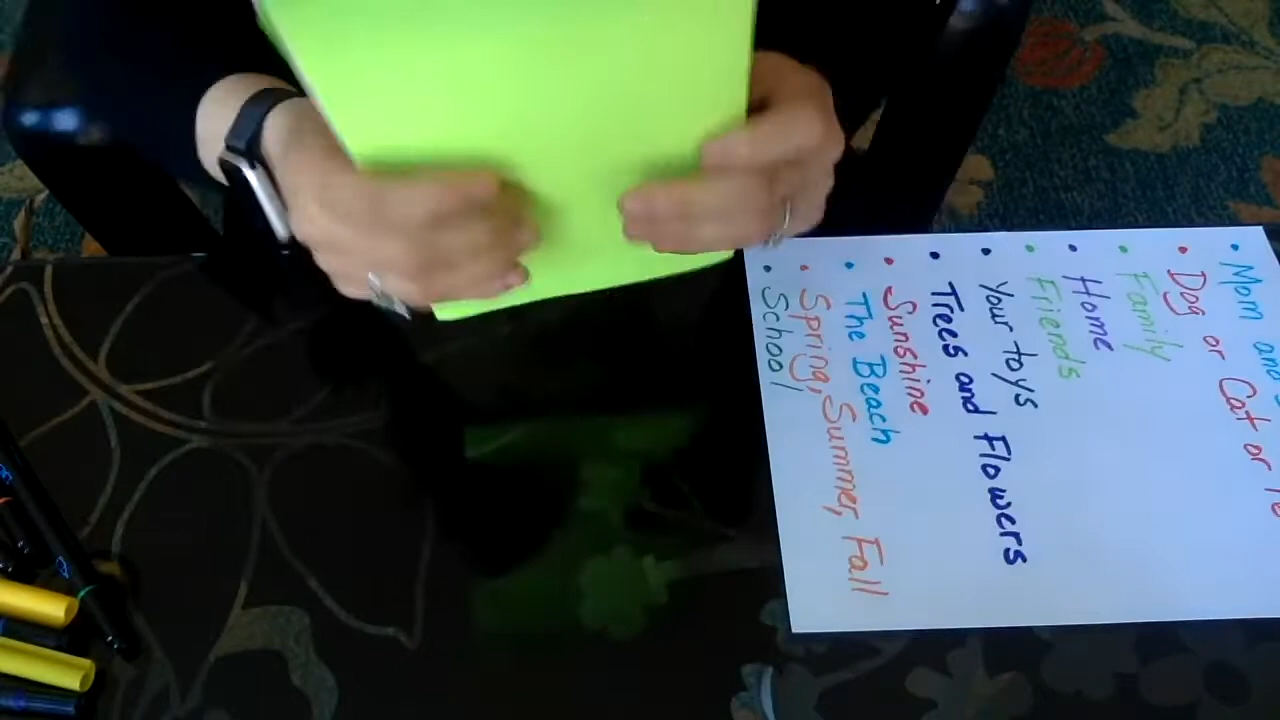 • Mom and
• Dog or Cat or
• Family
• Home
• Friends
• Your toys
• Trees and Flowers
• Sunshine
• The Beach
• Spring, Summer, Fall
• School